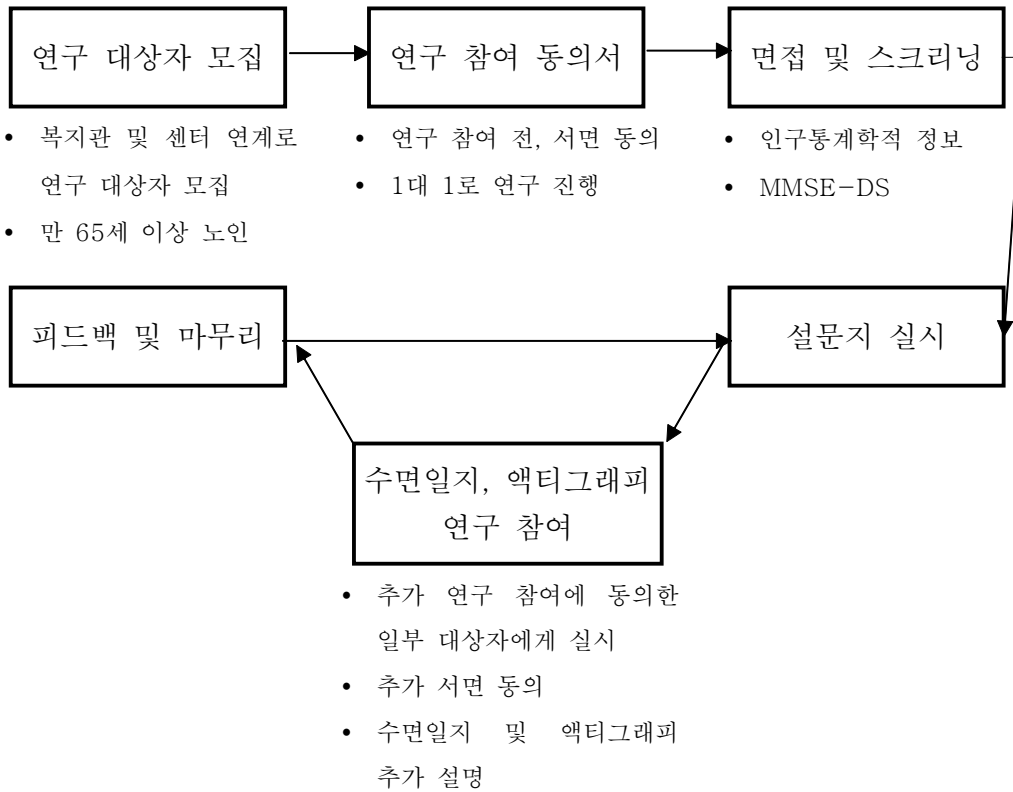 연구 대상자 모집
연구 참여 동의서
면접 및 스크리닝
• 복지관 및 센터 연계로
연구 대상자 모집
• 만 65세 이상 노인
• 연구 참여 전, 서면 동의
• 1대 1로 연구 진행
• 인구통계학적 정보
• MMSE-DS
피드백 및 마무리
설문지 실시
수면일지, 액티그래피
연구 참여
• 추가 연구 참여에 동의한
일부 대상자에게 실시
• 추가 서면 동의
• 수면일지 및 액티그래피
추가 설명